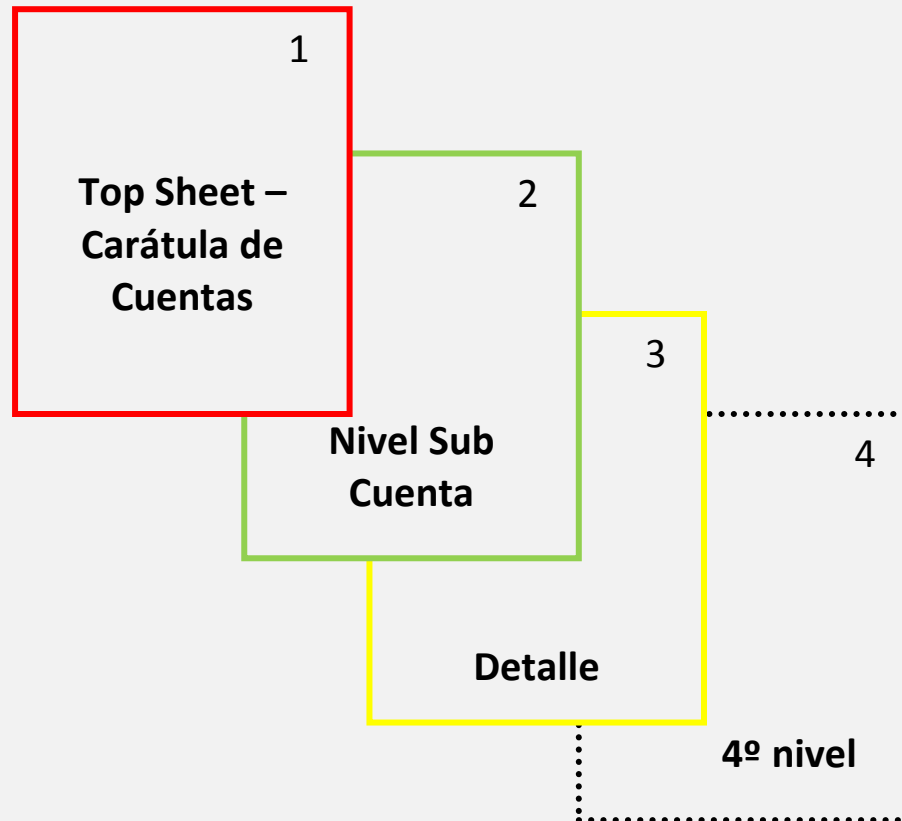 1
Top Sheet –
Carátula de
Cuentas
2
Nivel Sub
Cuenta
3
Detalle
4
4º nivel